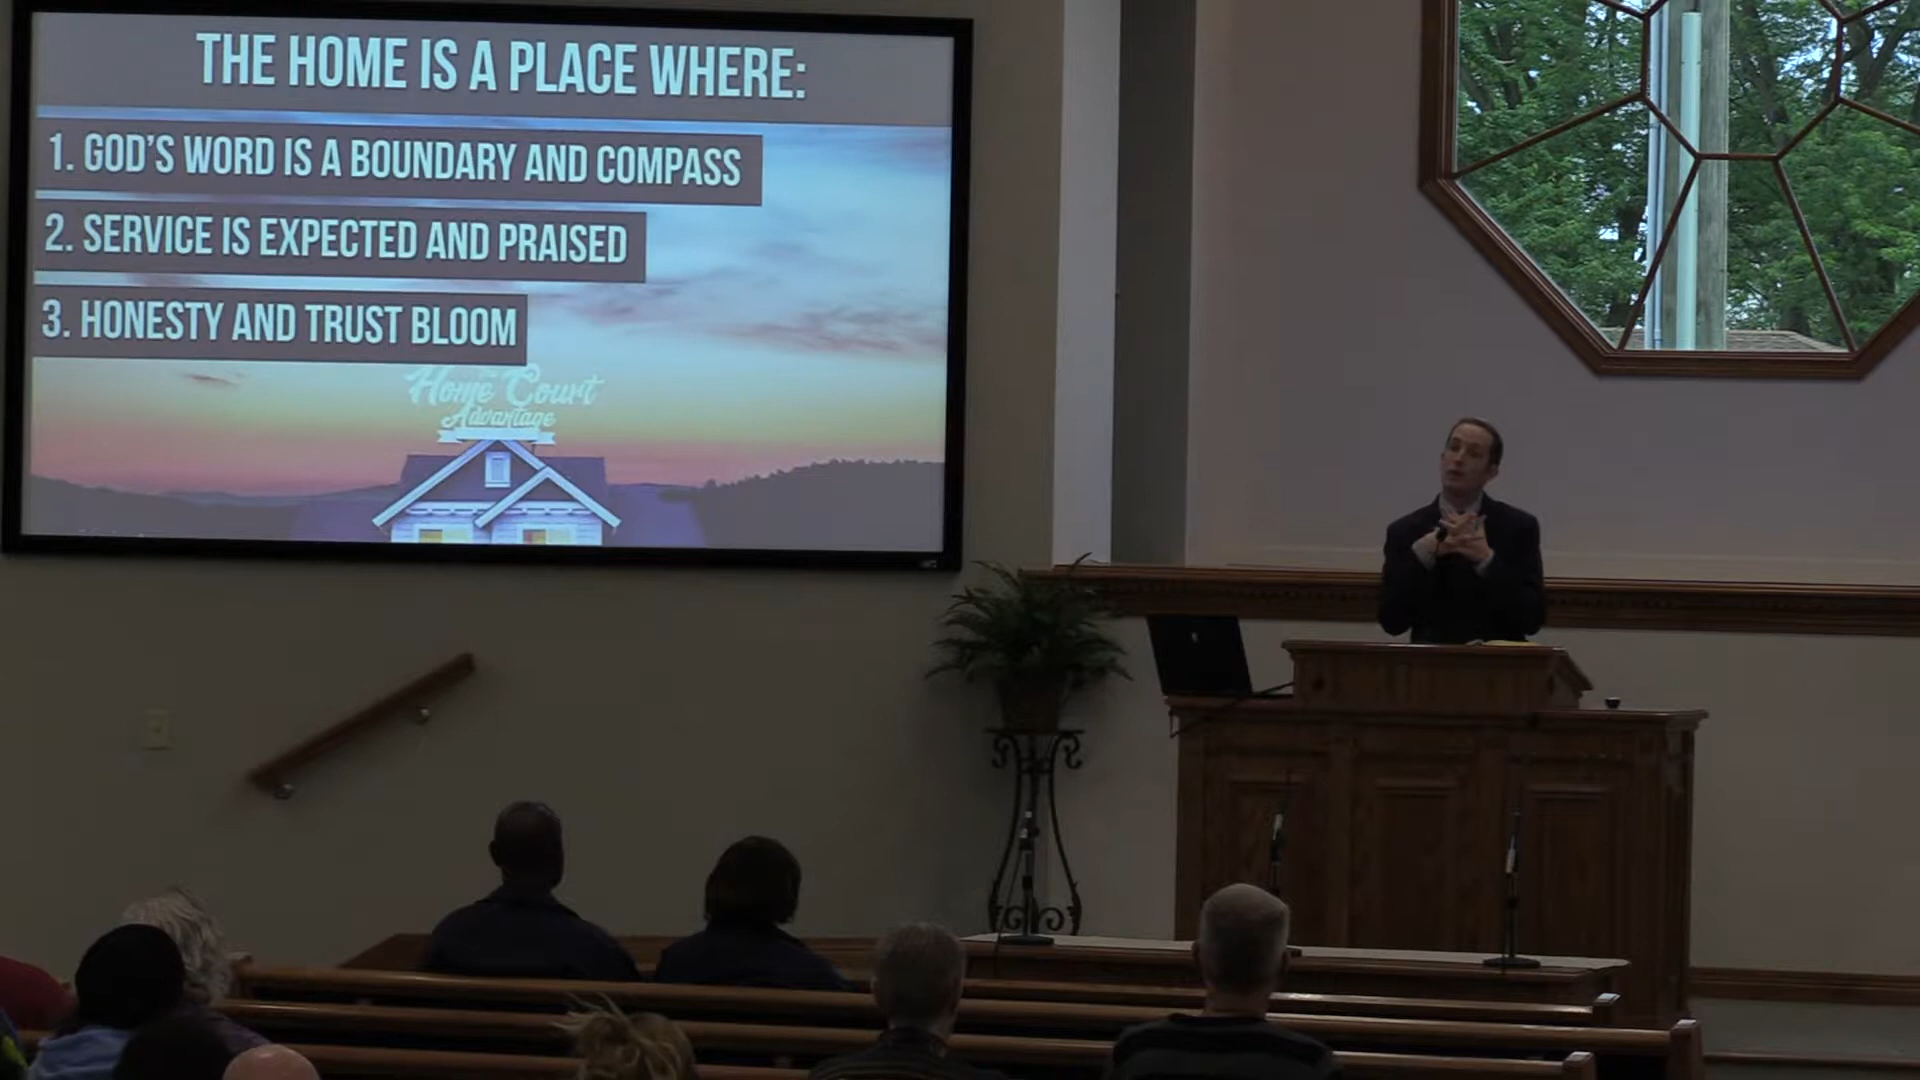 THE HOME IS A PLACE WHERE:
1. GOD'S WORD IS A BOUNDARY AND COMPASS
2. SERVICE IS EXPECTED AND PRAISED
3. HONESTY AND TRUST BLOOM
Home Court
Advantage